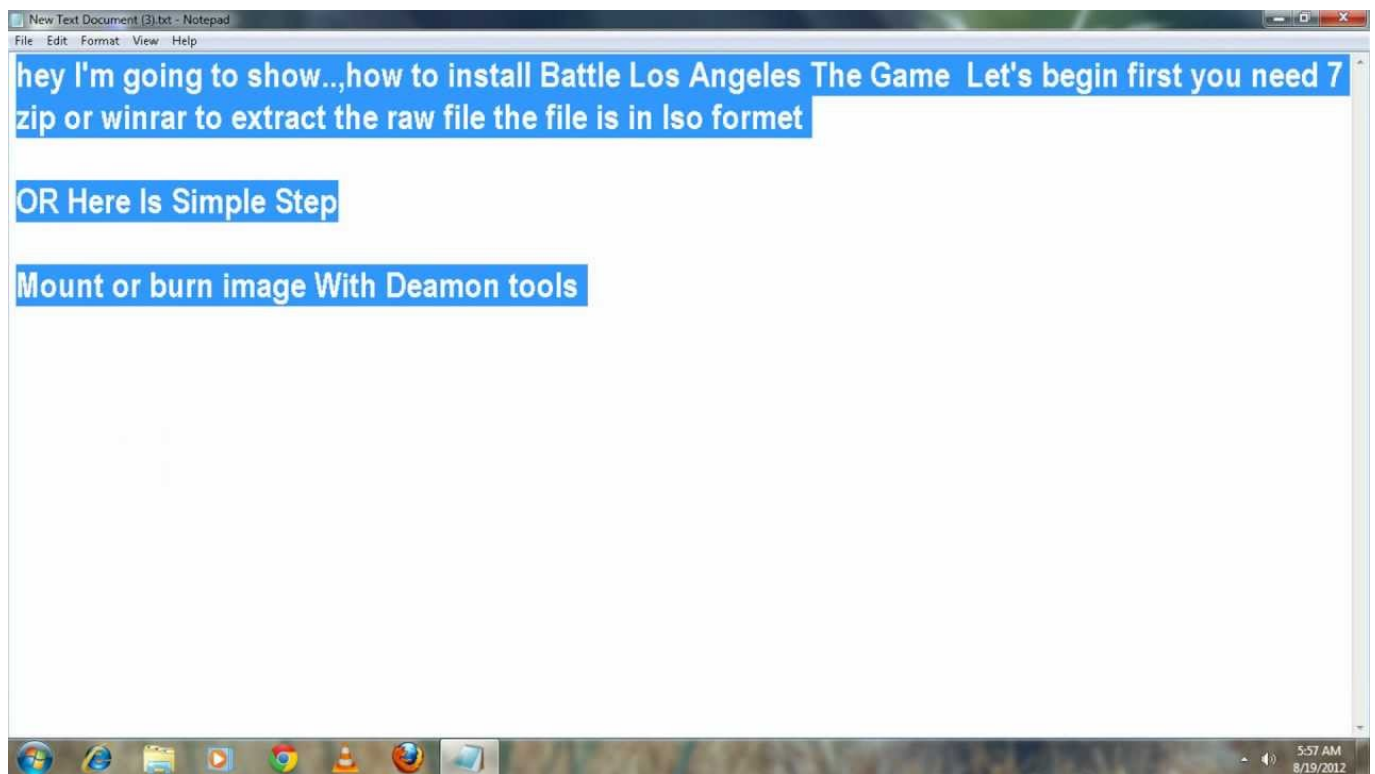 New Text Document (3).txt - Notepad
File Edit Format View Help
hey I'm going to show..,how to install Battle Los Angeles The Game  Let's begin first you need 7
zip or winrar to extract the raw file the file is in Iso formet
OR Here Is Simple Step
Mount or burn image With Deamon tools
5:57 AM
8/19/2012